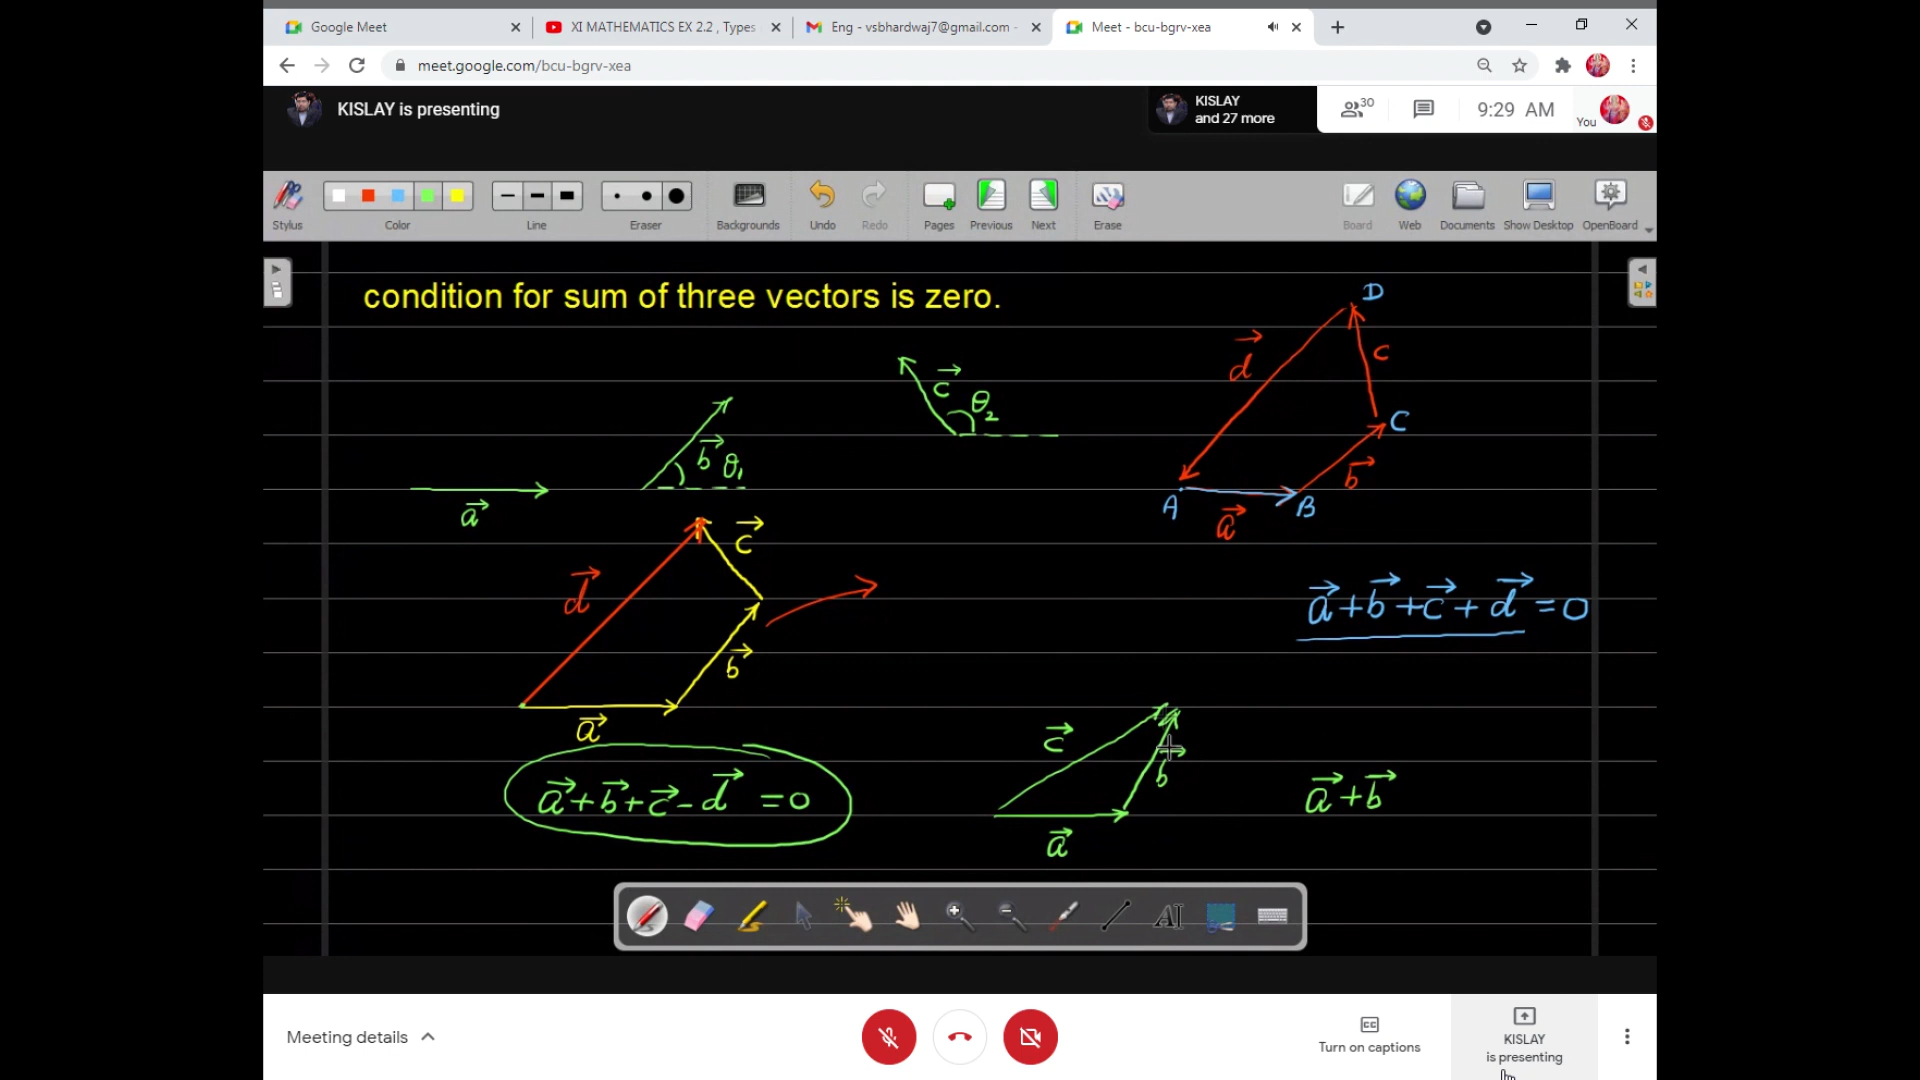 Google Meet
XI MATHEMATICS EX 2.2 , Types
Eng - vsbhardwaj7@gmail.com -
Meet - bcu-bgrv-xea
meet.google.com/bcu-bgrv-xea
KISLAY is presenting
KISLAY
and 27 more
30
9:29 AM
You
Stylus
Color
Line
Eraser
Backgrounds
Undo
Redo
Pages
Previous
Next
Erase
Board
Web
Documents
Show Desktop
OpenBoard
condition for sum of three vectors is zero.
D
d⃗
c
C
b⃗
A
a⃗
B
c⃗
θ₂
b⃗ θ₁
a⃗
c⃗
d⃗
b⃗
a⃗
a⃗+b⃗+c⃗+d⃗ =0
a⃗+b⃗+c⃗-d⃗ =0
c⃗
b⃗
a⃗
a⃗+b⃗
AI
Meeting details
CC
Turn on captions
KISLAY
is presenting